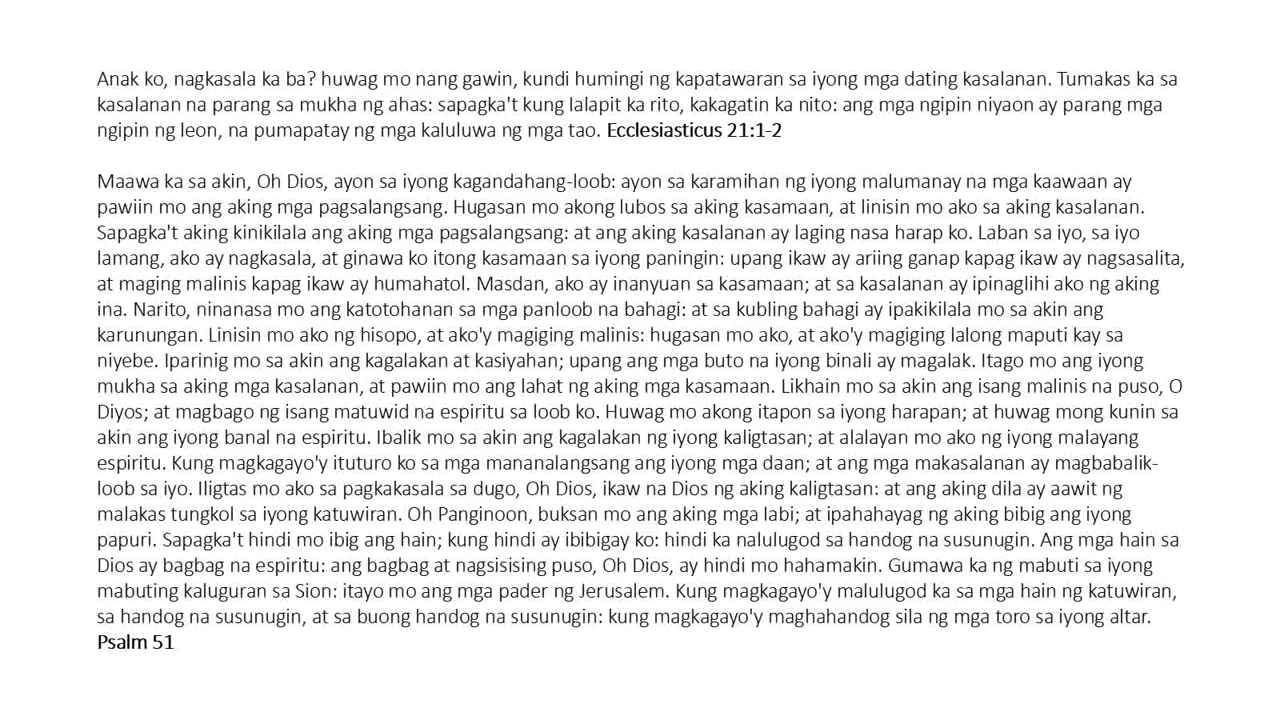 Anak ko, nagkasala ka ba? huwag mo nang gawin, kundi humingi ng kapatawaran sa iyong mga dating kasalanan. Tumakas ka sa
kasalanan na parang sa mukha ng ahas: sapagka't kung lalapit ka rito, kakagatin ka nito: ang mga ngipin niyaon ay parang mga
ngipin ng leon, na pumapatay ng mga kaluluwa ng mga tao. Ecclesiasticus 21:1-2
Maawa ka sa akin, Oh Dios, ayon sa iyong kagandahang-loob: ayon sa karamihan ng iyong malumanay na mga kaawaan ay
pawiin mo ang aking mga pagsalangsang. Hugasan mo akong lubos sa aking kasamaan, at linisin mo ako sa aking kasalanan.
Sapagka't aking kinikilala ang aking mga pagsalangsang: at ang aking kasalanan ay laging nasa harap ko. Laban sa iyo, sa iyo
lamang, ako ay nagkasala, at ginawa ko itong kasamaan sa iyong paningin: upang ikaw ay ariing ganap kapag ikaw ay nagsasalita,
at maging malinis kapag ikaw ay humahatol. Masdan, ako ay inanyuan sa kasamaan; at sa kasalanan ay ipinaglihi ako ng aking
ina. Narito, ninanasa mo ang katotohanan sa mga panloob na bahagi: at sa kubling bahagi ay ipakikilala mo sa akin ang
karunungan. Linisin mo ako ng hisopo, at ako'y magiging malinis: hugasan mo ako, at ako'y magiging lalong maputi kay sa
niyebe. Iparinig mo sa akin ang kagalakan at kasiyahan; upang ang mga buto na iyong binali ay magalak. Itago mo ang iyong
mukha sa aking mga kasalanan, at pawiin mo ang lahat ng aking mga kasamaan. Likhain mo sa akin ang isang malinis na puso, O
Diyos; at magbago ng isang matuwid na espiritu sa loob ko. Huwag mo akong itapon sa iyong harapan; at huwag mong kunin sa
akin ang iyong banal na espiritu. Ibalik mo sa akin ang kagalakan ng iyong kaligtasan; at alalayan mo ako ng iyong malayang
espiritu. Kung magkagayo'y ituturo ko sa mga mananalangsang ang iyong mga daan; at ang mga makasalanan ay magbabalik-
loob sa iyo. Iligtas mo ako sa pagkakasala sa dugo, Oh Dios, ikaw na Dios ng aking kaligtasan: at ang aking dila ay aawit ng
malakas tungkol sa iyong katuwiran. Oh Panginoon, buksan mo ang aking mga labi; at ipahahayag ng aking bibig ang iyong
papuri. Sapagka't hindi mo ibig ang hain; kung hindi ay ibibigay ko: hindi ka nalulugod sa handog na susunugin. Ang mga hain sa
Dios ay bagbag na espiritu: ang bagbag at nagsisising puso, Oh Dios, ay hindi mo hahamakin. Gumawa ka ng mabuti sa iyong
mabuting kaluguran sa Sion: itayo mo ang mga pader ng Jerusalem. Kung magkagayo'y malulugod ka sa mga hain ng katuwiran,
sa handog na susunugin, at sa buong handog na susunugin: kung magkagayo'y maghahandog sila ng mga toro sa iyong altar.
Psalm 51